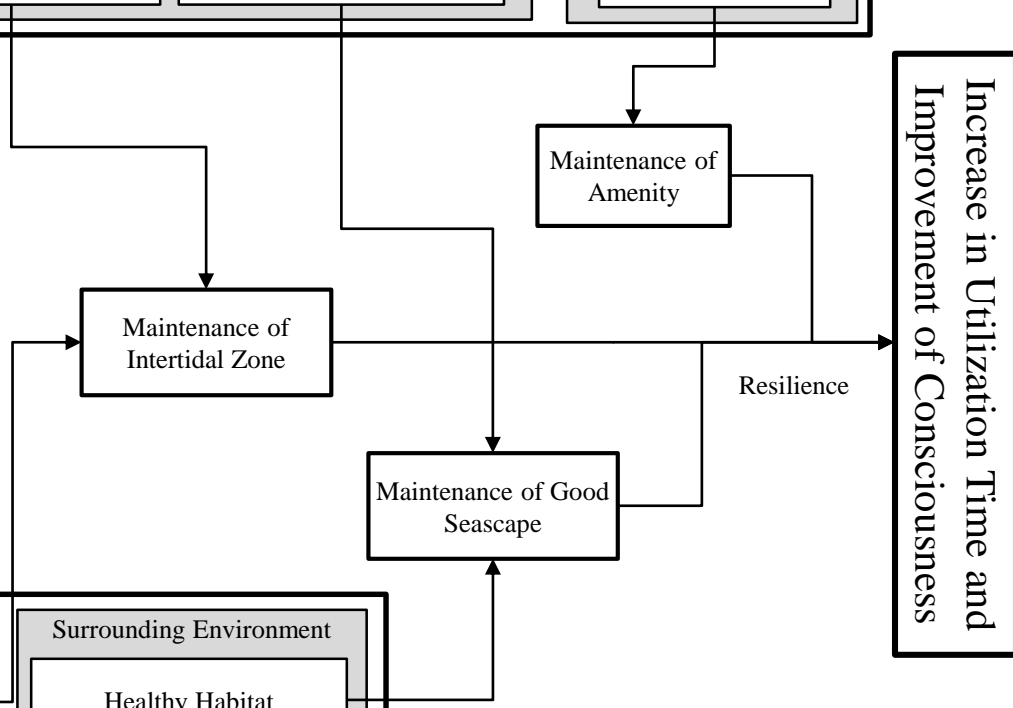 Maintenance of
Amenity
Increase in Utilization Time and
Improvement of Consciousness
Maintenance of
Intertidal Zone
Resilience
Maintenance of Good
Seascape
Surrounding Environment
Healthy Habitat